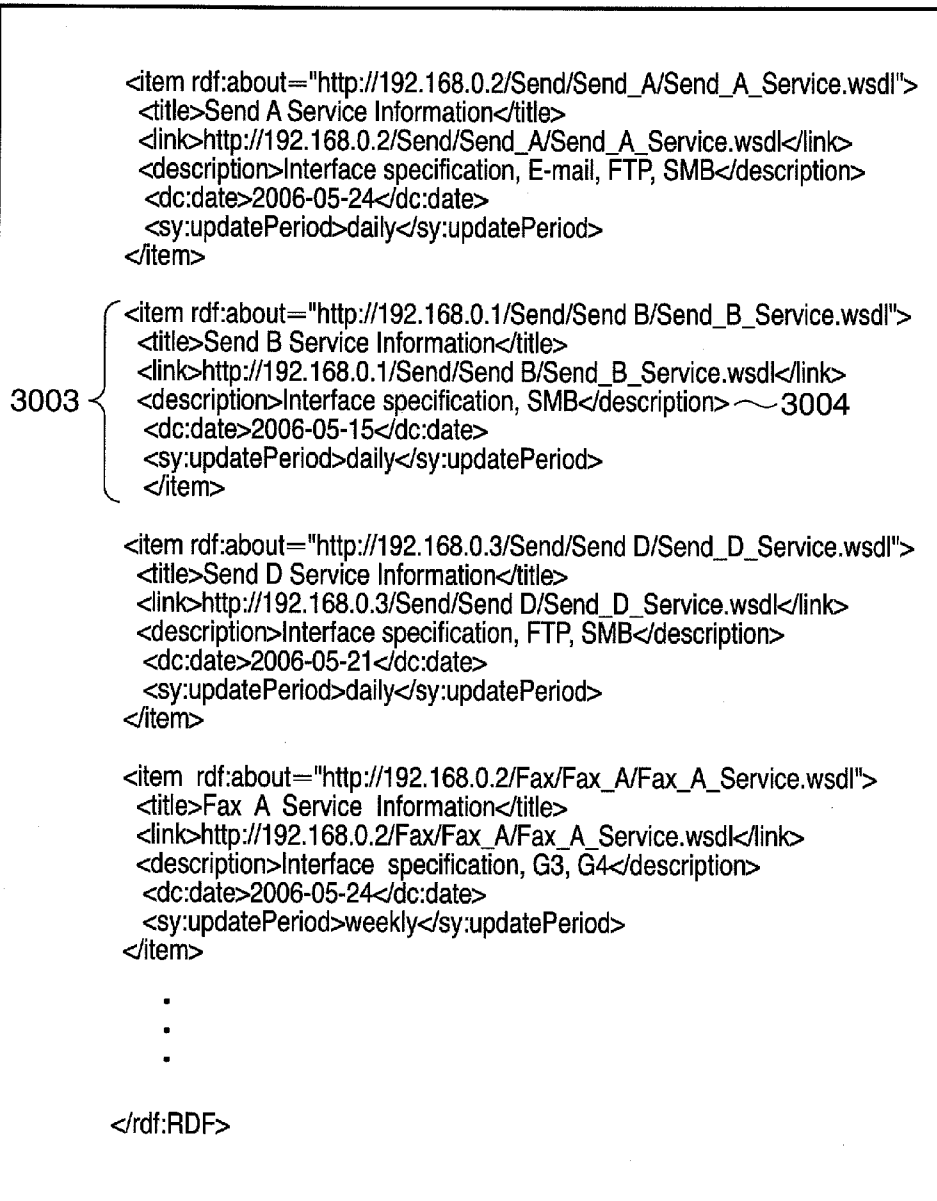 <item rdf:about="http://192.168.0.2/Send/Send_A/Send_A_Service.wsdl">
<title>Send A Service Information</title>
<link>http://192.168.0.2/Send/Send_A/Send_A_Service.wsdl</link>
<description>Interface specification, E-mail, FTP, SMB</description>
<dc:date>2006-05-24</dc:date>
<sy:updatePeriod>daily</sy:updatePeriod>
</item>
<item rdf:about="http://192.168.0.1/Send/Send B/Send_B_Service.wsdl">
<title>Send B Service Information</title>
<link>http://192.168.0.1/Send/Send B/Send_B_Service.wsdl</link>
3003 <description>Interface specification, SMB</description> 3004
<dc:date>2006-05-15</dc:date>
<sy:updatePeriod>daily</sy:updatePeriod>
</item>
<item rdf:about="http://192.168.0.3/Send/Send D/Send_D_Service.wsdl">
<title>Send D Service Information</title>
<link>http://192.168.0.3/Send/Send D/Send_D_Service.wsdl</link>
<description>Interface specification, FTP, SMB</description>
<dc:date>2006-05-21</dc:date>
<sy:updatePeriod>daily</sy:updatePeriod>
</item>
<item rdf:about="http://192.168.0.2/Fax/Fax_A/Fax_A_Service.wsdl">
<title>Fax A Service Information</title>
<link>http://192.168.0.2/Fax/Fax_A/Fax_A_Service.wsdl</link>
<description>Interface specification, G3, G4</description>
<dc:date>2006-05-24</dc:date>
<sy:updatePeriod>weekly</sy:updatePeriod>
</item>
.
.
.
</rdf:RDF>